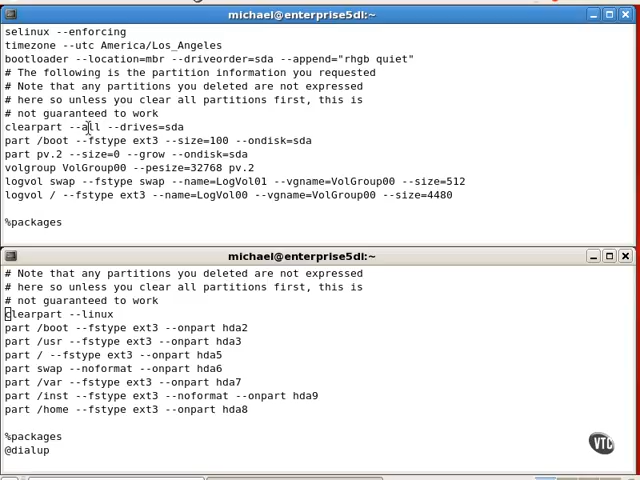 michael@enterprise5dl:~
selinux --enforcing
timezone --utc America/Los_Angeles
bootloader --location=mbr --driveorder=sda --append="rhgb quiet"
# The following is the partition information you requested
# Note that any partitions you deleted are not expressed
# here so unless you clear all partitions first, this is
# not guaranteed to work
clearpart --all --drives=sda
part /boot --fstype ext3 --size=100 --ondisk=sda
part pv.2 --size=0 --grow --ondisk=sda
volgroup VolGroup00 --pesize=32768 pv.2
logvol swap --fstype swap --name=LogVol01 --vgname=VolGroup00 --size=512
logvol / --fstype ext3 --name=LogVol00 --vgname=VolGroup00 --size=4480
%packages
michael@enterprise5dl:~
# Note that any partitions you deleted are not expressed
# here so unless you clear all partitions first, this is
# not guaranteed to work
clearpart --linux
part /boot --fstype ext3 --onpart hda2
part /usr --fstype ext3 --onpart hda3
part / --fstype ext3 --onpart hda5
part swap --noformat --onpart hda6
part /var --fstype ext3 --onpart hda7
part /inst --fstype ext3 --noformat --onpart hda9
part /home --fstype ext3 --onpart hda8
%packages
@dialup
VTC